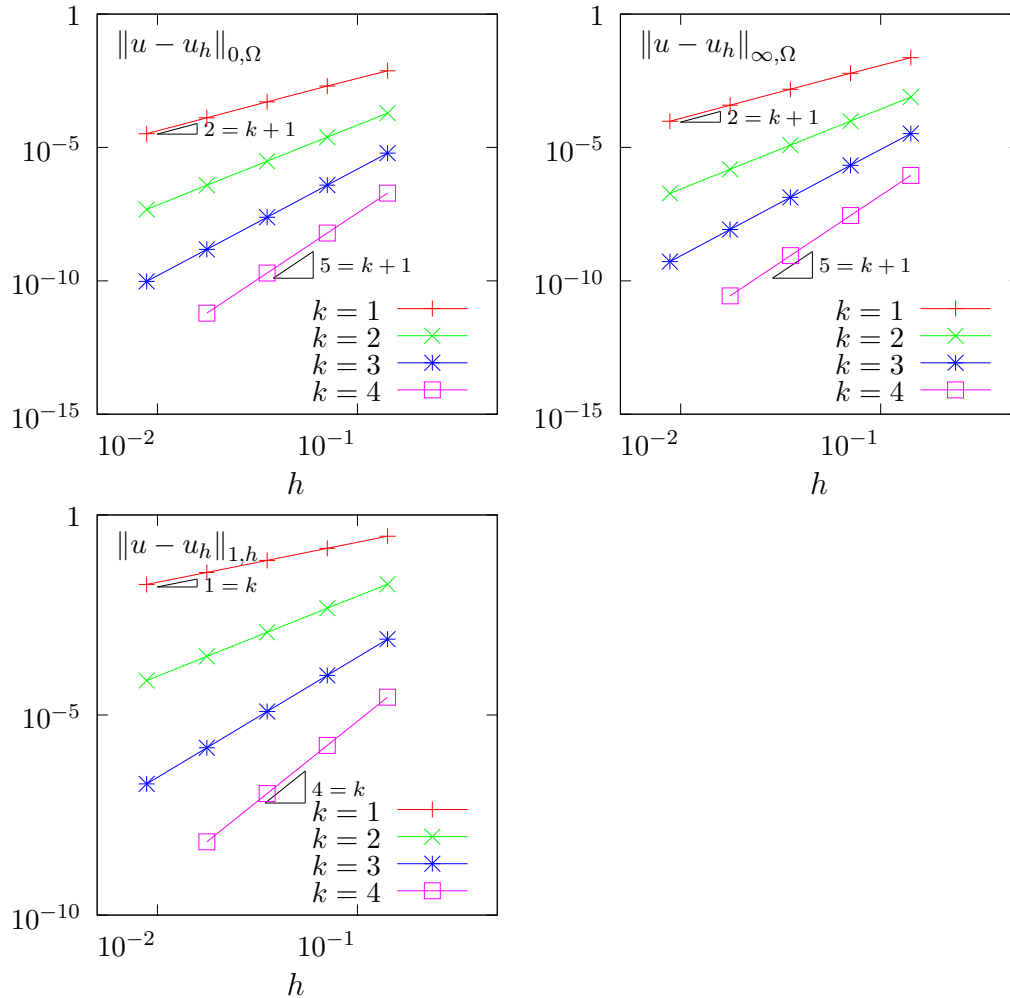 1
10^{-5}
10^{-10}
10^{-15}
10^{-2}
10^{-1}
h
‖u − u_h‖_{0,Ω}
2 = k + 1
5 = k + 1
k = 1
k = 2
k = 3
k = 4
1
10^{-5}
10^{-10}
10^{-15}
10^{-2}
10^{-1}
h
‖u − u_h‖_{∞,Ω}
2 = k + 1
5 = k + 1
k = 1
k = 2
k = 3
k = 4
1
10^{-5}
10^{-10}
10^{-2}
10^{-1}
h
‖u − u_h‖_{1,h}
1 = k
4 = k
k = 1
k = 2
k = 3
k = 4